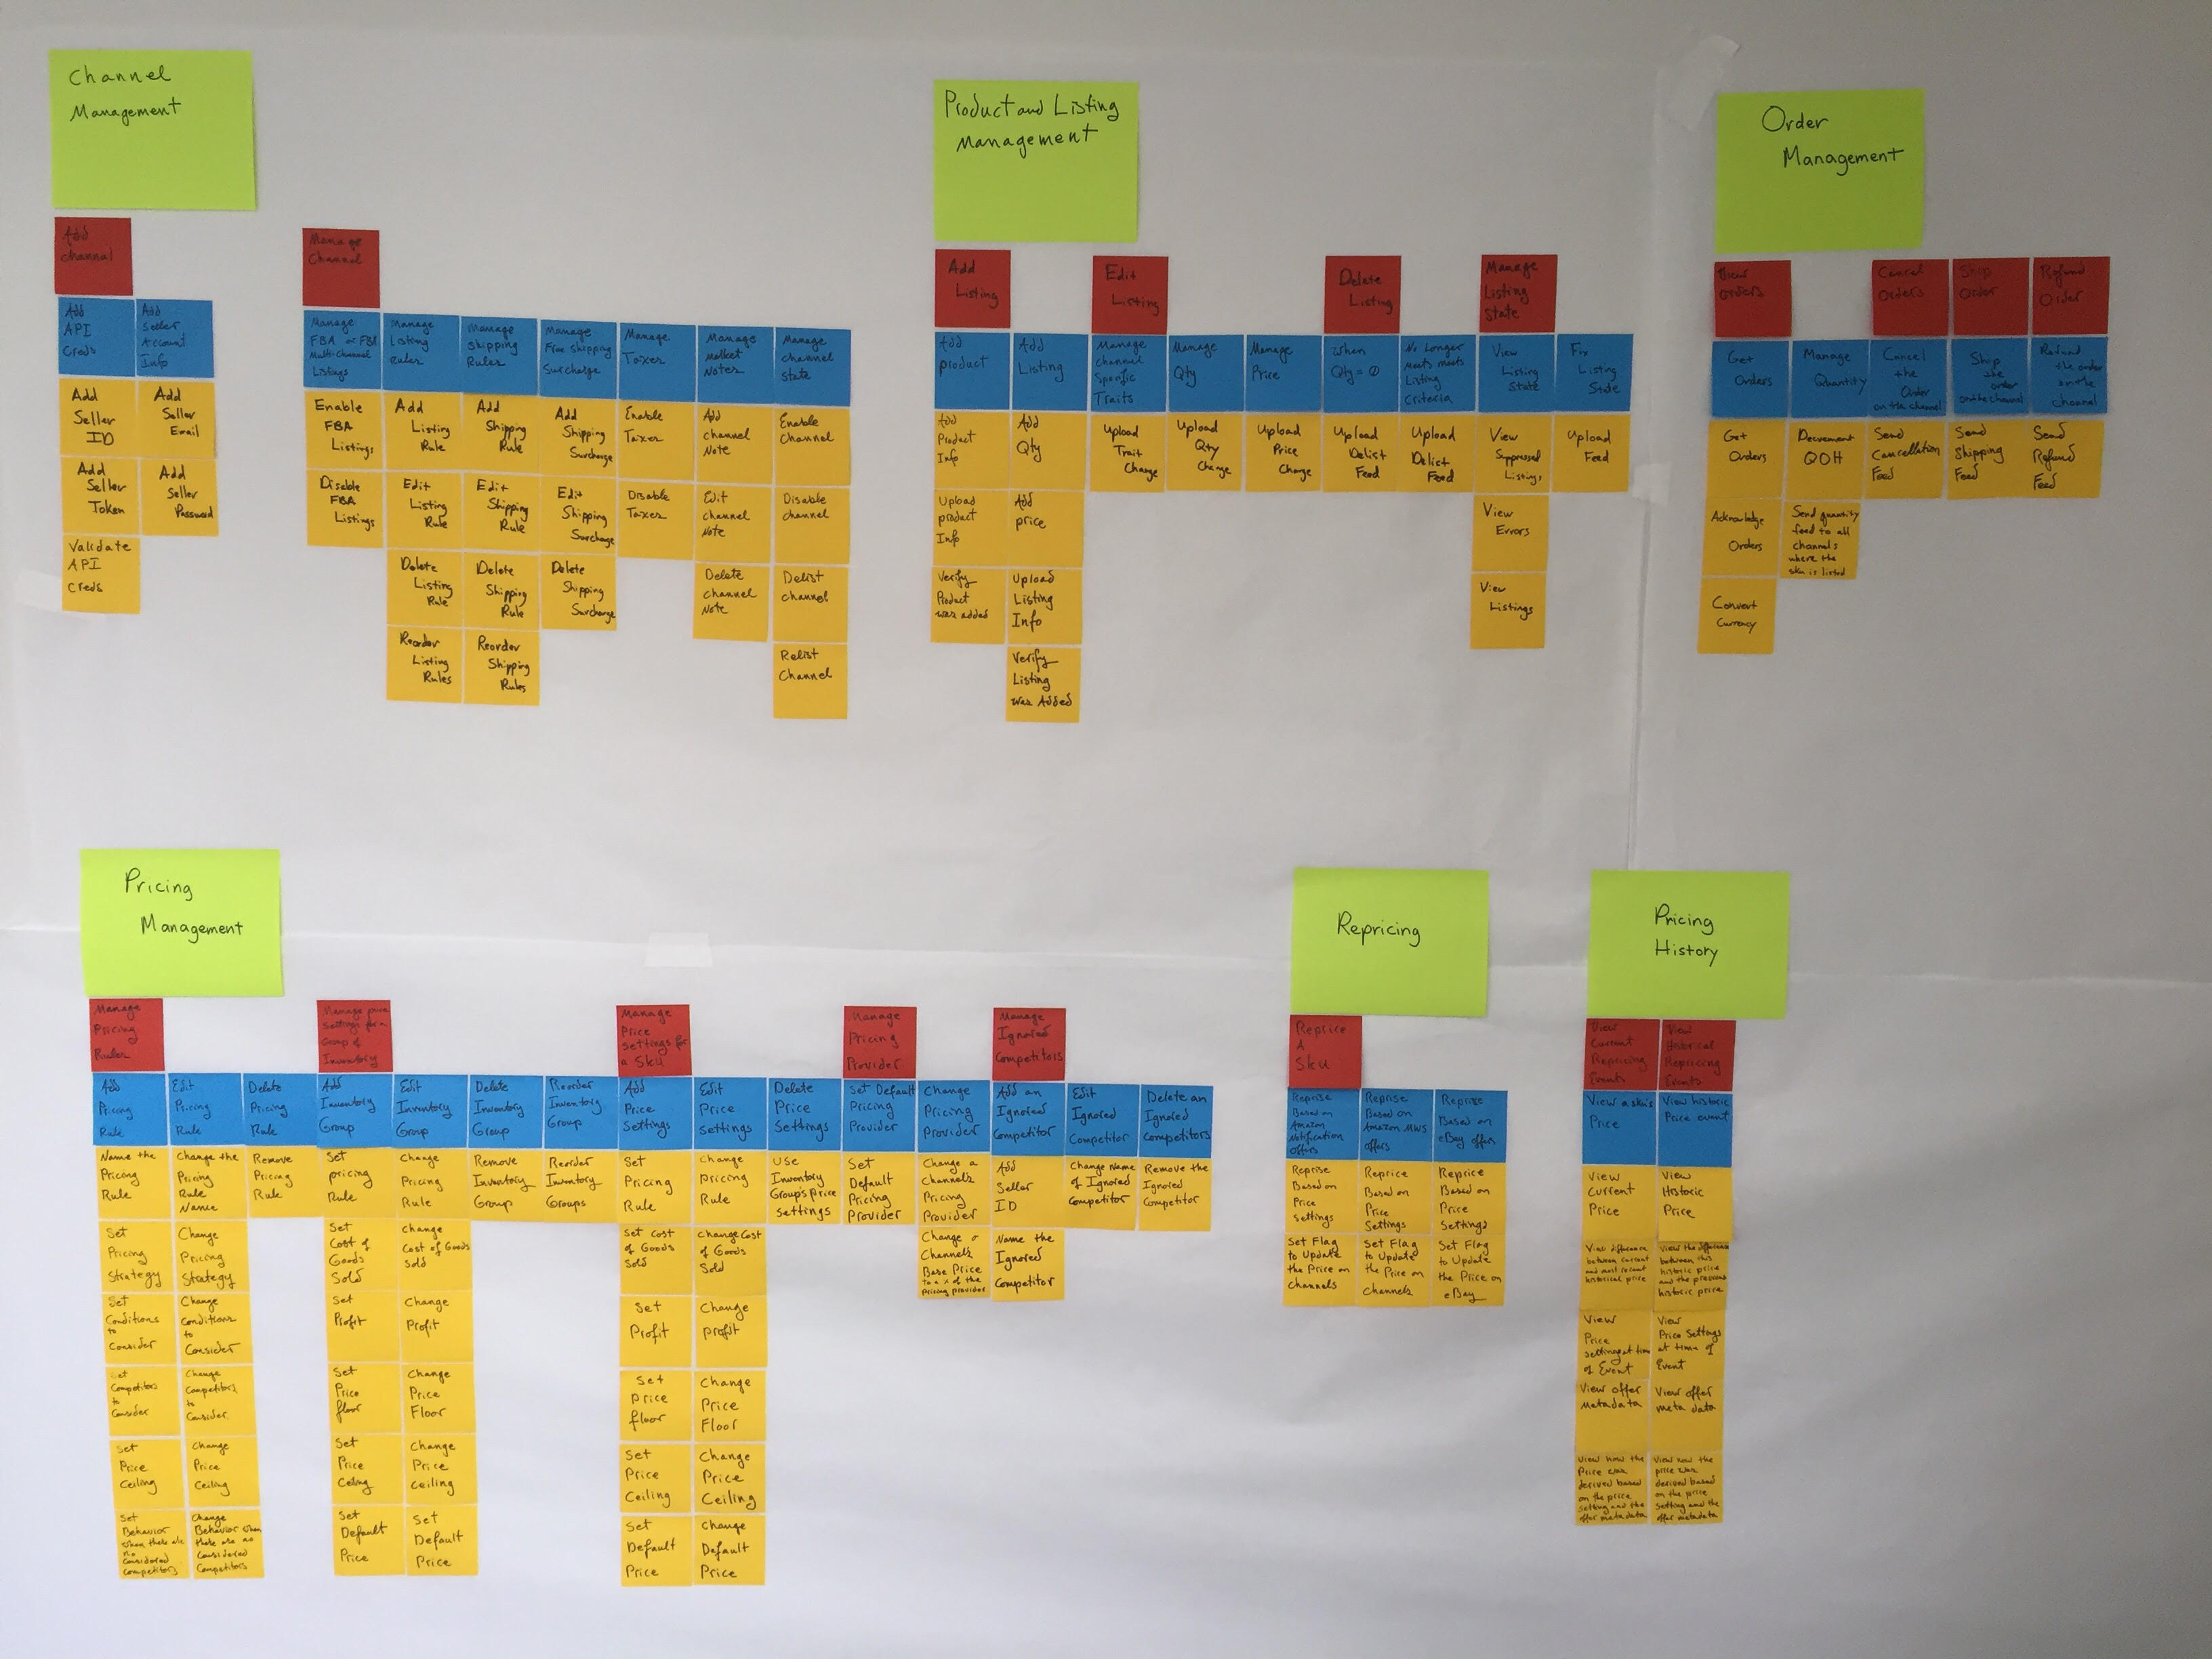 Channel
Management
Add
Channel
Add
API
Creds
Add
Seller
Account
Info
Add
Seller
ID
Add
Seller
Email
Add
Seller
Token
Add
Seller
Password
Validate
API
Creds
Manage
Channel
Manage
FBA or FBA
Multi-Channel
Listings
Manage
Listing
Rules
Manage
Shipping
Rules
Manage
Free Shipping
Surcharge
Manage
Taxes
Manage
Market
Notes
Manage
Channel
State
Enable
FBA
Listings
Add
Listing
Rule
Add
Shipping
Rule
Add
Shipping
Surcharge
Enable
Taxes
Add
Channel
Note
Enable
Channel
Disable
FBA
Listings
Edit
Listing
Rule
Edit
Shipping
Rule
Edit
Shipping
Surcharge
Disable
Taxes
Edit
Channel
Note
Disable
Channel
Delete
Listing
Rule
Delete
Shipping
Rule
Delete
Shipping
Surcharge
Delete
Channel
Note
Delist
Channel
Reorder
Listing
Rules
Reorder
Shipping
Rules
Relist
Channel
Product and Listing
Management
Add
Listing
Edit
Listing
Delete
Listing
Manage
Listing
State
Add
Product
Add
Listing
Manage
Channel
Specific
Traits
Manage
Qty
Manage
Price
When
Qty = 0
No Longer
Meets meets
Listing
Criteria
View
Listing
State
Fix
Listing
State
Add
Product
Info
Add
Qty
Upload
Trait
Change
Upload
Qty
Change
Upload
Price
Change
Upload
Delist
Feed
Upload
Delist
Feed
View
Suppressed
Listings
Upload
Feed
Upload
Product
Info
Add
Price
View
Errors
Verify
Product
was added
Upload
Listing
Info
View
Listings
Verify
Listing
was Added
Order
Management
View
Orders
Cancel
Orders
Ship
Order
Refund
Order
Get
Orders
Manage
Quantity
Cancel
the
Order
on the channel
Ship
the
order
on the channel
Refund
the order
on the
channel
Get
Orders
Decrement
QOH
Send
Cancellation
Feed
Send
Shipping
Feed
Send
Refund
Feed
Acknowledge
Orders
Send quantity
feed to all
channels
where the
sku is listed
Convert
Currency
Pricing
Management
Manage
Pricing
Rules
Manage price
Settings for a
Group of
Inventory
Manage
Price
Settings for
a Sku
Manage
Pricing
Provider
Manage
Ignored
Competitors
Add
Pricing
Rule
Edit
Pricing
Rule
Delete
Pricing
Rule
Add
Inventory
Group
Edit
Inventory
Group
Delete
Inventory
Group
Reorder
Inventory
Group
Add
Price
Settings
Edit
Price
Settings
Delete
Price
Settings
Set Default
Pricing
Provider
Change
Pricing
Provider
Add an
Ignored
Competitor
Edit
Ignored
Competitor
Delete an
Ignored
Competitors
Name the
Pricing
Rule
Change the
Pricing
Rule
Name
Remove
Pricing
Rule
Set
pricing
Rule
Change
Pricing
Rule
Remove
Inventory
Group
Reorder
Inventory
Groups
Set
Pricing
Rule
Change
Pricing
Rule
Use
Inventory
Group's price
settings
Set
Default
Pricing
Provider
Change a
Channels
Pricing
Provider
Add
Seller
ID
Change Name
of Ignored
Competitor
Remove the
Ignored
Competitor
Set
Pricing
Strategy
Change
Pricing
Strategy
Set
Cost of
Goods
Sold
Change
Cost of Goods
Sold
Set cost
of Goods
Sold
Change Cost
of Goods
Sold
Change a
Channels
Base Price
to a x of the
pricing provider
Name the
Ignored
Competitor
Set
Conditions
to
Consider
Change
Conditions
to
Consider
Set
Profit
Change
Profit
Set
Profit
Change
profit
Set
Competitors
to
Consider
Change
Competitors
to
Consider
Set
Price
floor
Change
Price
Floor
Set
price
floor
Change
Price
Floor
Set
Price
Ceiling
Change
Price
Ceiling
Set
Price
Ceiling
Change
Price
Ceiling
Set
Price
Ceiling
Change
Price
Ceiling
Set
Behavior
when there are
no
Considered
Competitors
Change
Behavior when
there are no
Considered
Competitors
Set
Default
Price
Set
Default
Price
Set
Default
Price
Change
Default
Price
Repricing
Reprice
A
Sku
Reprise
Based on
Amazon
Notification
offers
Reprise
Based on
Amazon MWS
offers
Reprise
Based on
eBay offers
Reprise
Based on
Price
Settings
Reprice
Based on
Price
Settings
Reprice
Based on
Price
Settings
Set Flag
to Update
the Price on
Channels
Set Flag
to Update
the Price on
Channels
Set Flag
to Update
the Price on
eBay
Pricing
History
View
Current
Repricing
Events
View
Historical
Repricing
Events
View a sku's
Price
View historic
Price event
View
Current
Price
View
Historic
Price
View difference
between current
and most recent
historical price
View the difference
between this
historic price
and the previous
historic price
View
Price
setting at time
of Event
View
Price Settings
at time of
Event
View offer
Metadata
View offer
meta data
View how the
Price was
derived based
on the price
setting and the
offer metadata
View how the
price was
derived based
on the price
setting and the
offer metadata